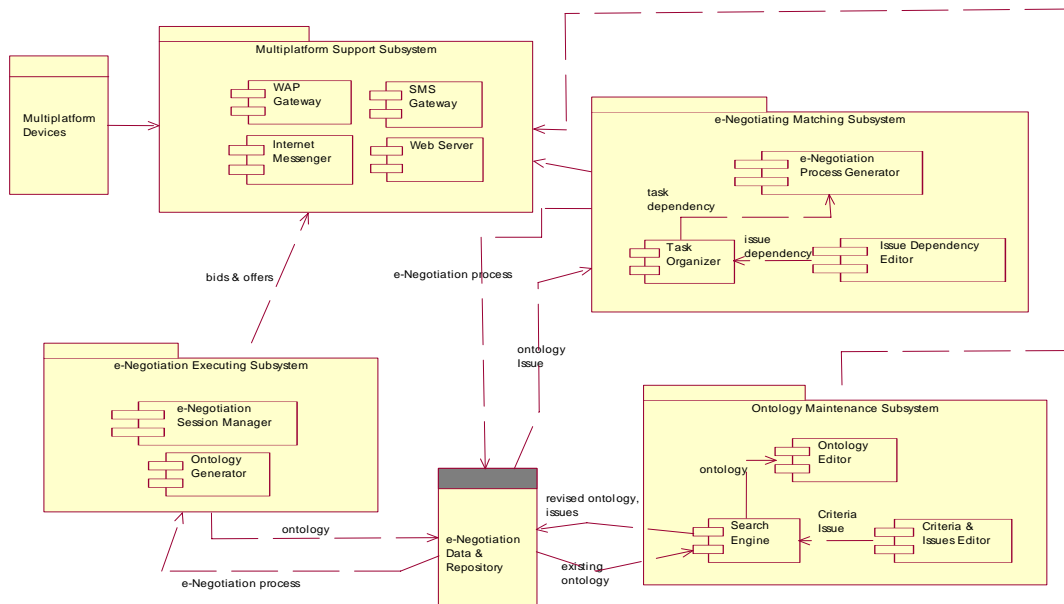 Multiplatform Support Subsystem
WAP
Gateway
SMS
Gateway
Internet
Messenger
Web Server
Multiplatform
Devices
e-Negotiating Matching Subsystem
e-Negotiation
Process Generator
task
dependency
Task
Organizer
issue
dependency
Issue Dependency
Editor
e-Negotiation process
bids & offers
ontology
Issue
e-Negotiation Executing Subsystem
e-Negotiation
Session Manager
Ontology
Generator
Ontology Maintenance Subsystem
Ontology
Editor
ontology
Criteria
Issue
Search
Engine
Criteria &
Issues Editor
revised ontology,
issues
existing
ontology
e-Negotiation
Data &
Repository
ontology
e-Negotiation process